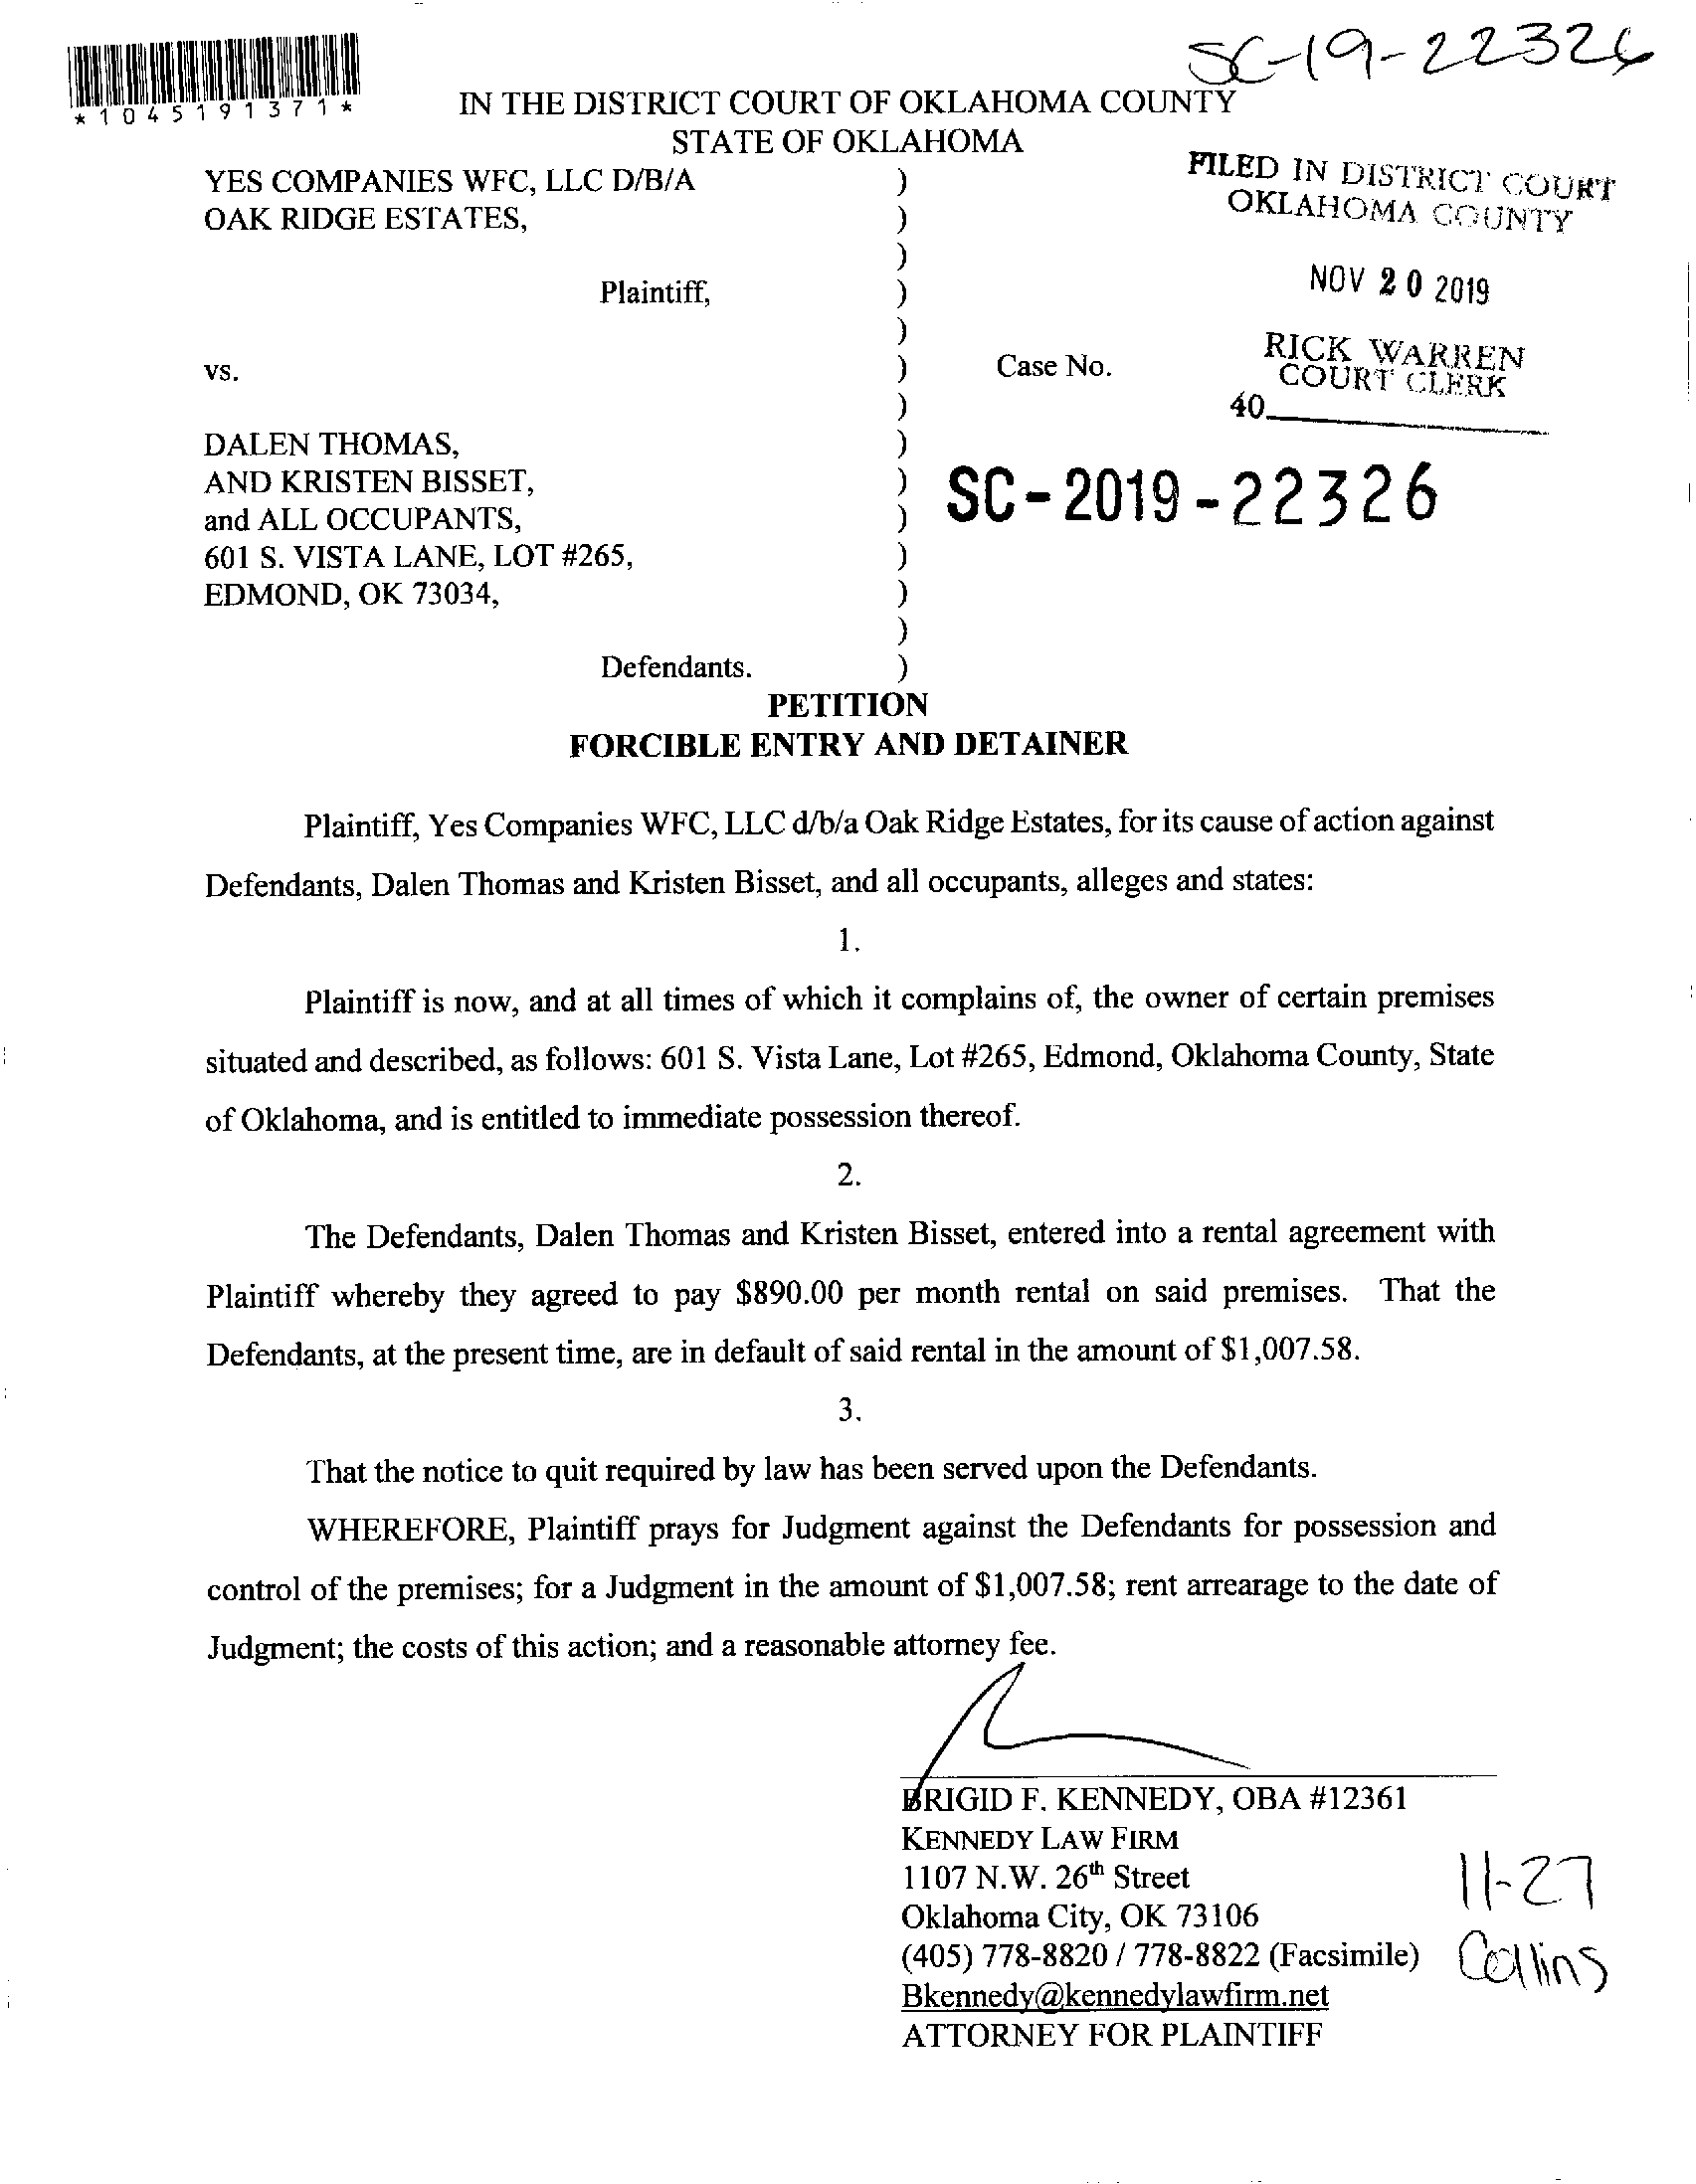 SC-19-22326
*1045191371*
IN THE DISTRICT COURT OF OKLAHOMA COUNTY
STATE OF OKLAHOMA
YES COMPANIES WFC, LLC D/B/A )
OAK RIDGE ESTATES, )
)
Plaintiff, )
)
vs. ) Case No.
)
DALEN THOMAS, )
AND KRISTEN BISSET, )
and ALL OCCUPANTS, )
601 S. VISTA LANE, LOT #265, )
EDMOND, OK 73034, )
)
Defendants. )
FILED IN DISTRICT COURT
OKLAHOMA COUNTY
NOV 20 2019
RICK WARREN
COURT CLERK
40
SC-2019-22326
PETITION
FORCIBLE ENTRY AND DETAINER
Plaintiff, Yes Companies WFC, LLC d/b/a Oak Ridge Estates, for its cause of action against
Defendants, Dalen Thomas and Kristen Bisset, and all occupants, alleges and states:
1.
Plaintiff is now, and at all times of which it complains of, the owner of certain premises
situated and described, as follows: 601 S. Vista Lane, Lot #265, Edmond, Oklahoma County, State
of Oklahoma, and is entitled to immediate possession thereof.
2.
The Defendants, Dalen Thomas and Kristen Bisset, entered into a rental agreement with
Plaintiff whereby they agreed to pay $890.00 per month rental on said premises. That the
Defendants, at the present time, are in default of said rental in the amount of $1,007.58.
3.
That the notice to quit required by law has been served upon the Defendants.
WHEREFORE, Plaintiff prays for Judgment against the Defendants for possession and
control of the premises; for a Judgment in the amount of $1,007.58; rent arrearage to the date of
Judgment; the costs of this action; and a reasonable attorney fee.
BRIGID F. KENNEDY, OBA #12361
KENNEDY LAW FIRM
1107 N.W. 26th Street
Oklahoma City, OK 73106
(405) 778-8820 / 778-8822 (Facsimile)
Bkennedy@kennedylawfirm.net
ATTORNEY FOR PLAINTIFF
11-27
Collins